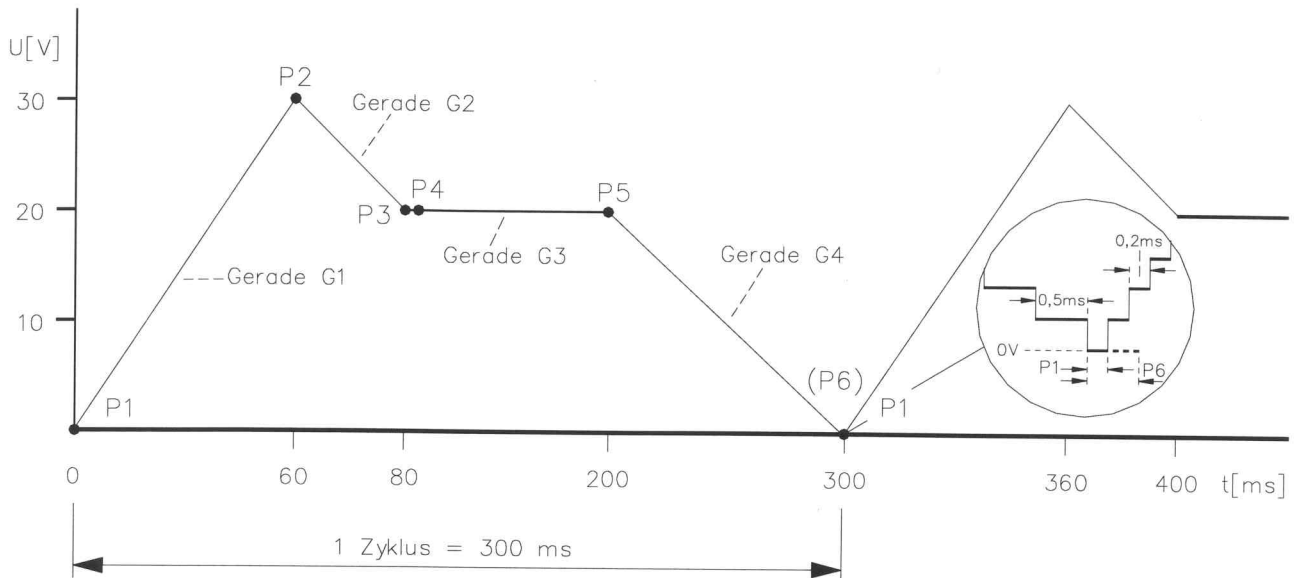 U[V]
30
20
10
P1
P2
Gerade G2
P3
P4
P5
Gerade G1
Gerade G3
Gerade G4
(P6)
P1
0,2ms
0,5ms
0V
P1
P6
0
60
80
200
300
360
400
t[ms]
1 Zyklus = 300 ms